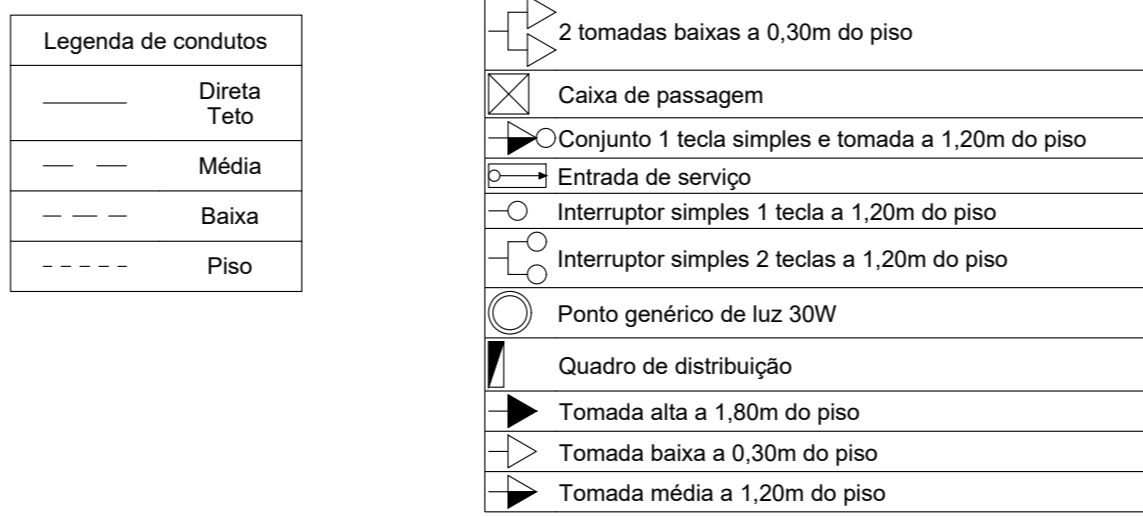 Legenda de condutos
Direta
Teto
Média
Baixa
Piso
2 tomadas baixas a 0,30m do piso
Caixa de passagem
Conjunto 1 tecla simples e tomada a 1,20m do piso
Entrada de serviço
Interruptor simples 1 tecla a 1,20m do piso
Interruptor simples 2 teclas a 1,20m do piso
Ponto genérico de luz 30W
Quadro de distribuição
Tomada alta a 1,80m do piso
Tomada baixa a 0,30m do piso
Tomada média a 1,20m do piso